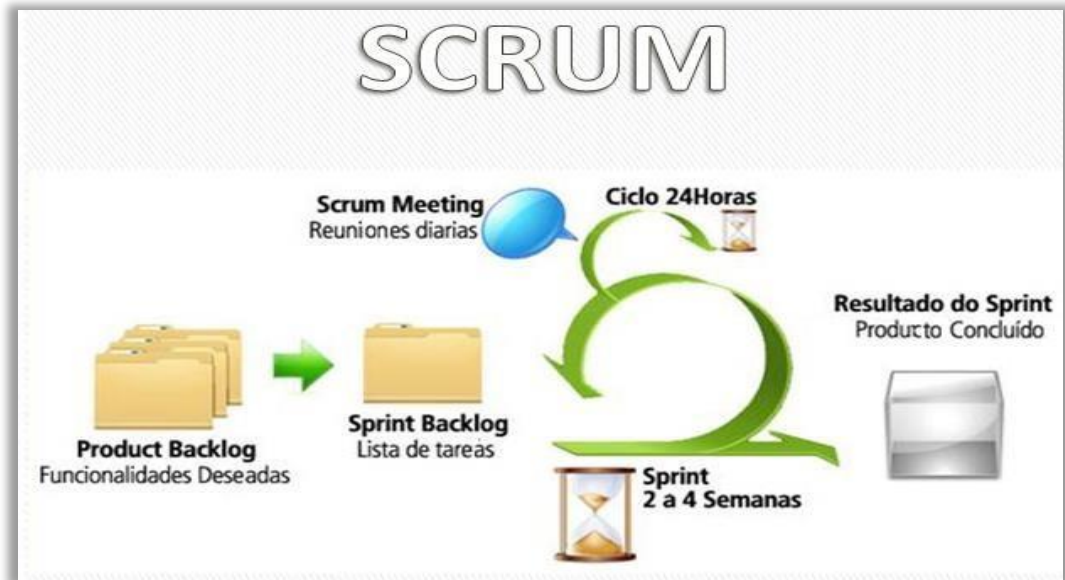 SCRUM
Scrum Meeting
Reuniones diarias
Ciclo 24Horas
Resultado do Sprint
Producto Concluído
Product Backlog
Funcionalidades Deseadas
Sprint Backlog
Lista de tareas
Sprint
2 a 4 Semanas